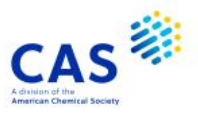 CAS
A division of the
American Chemical Society